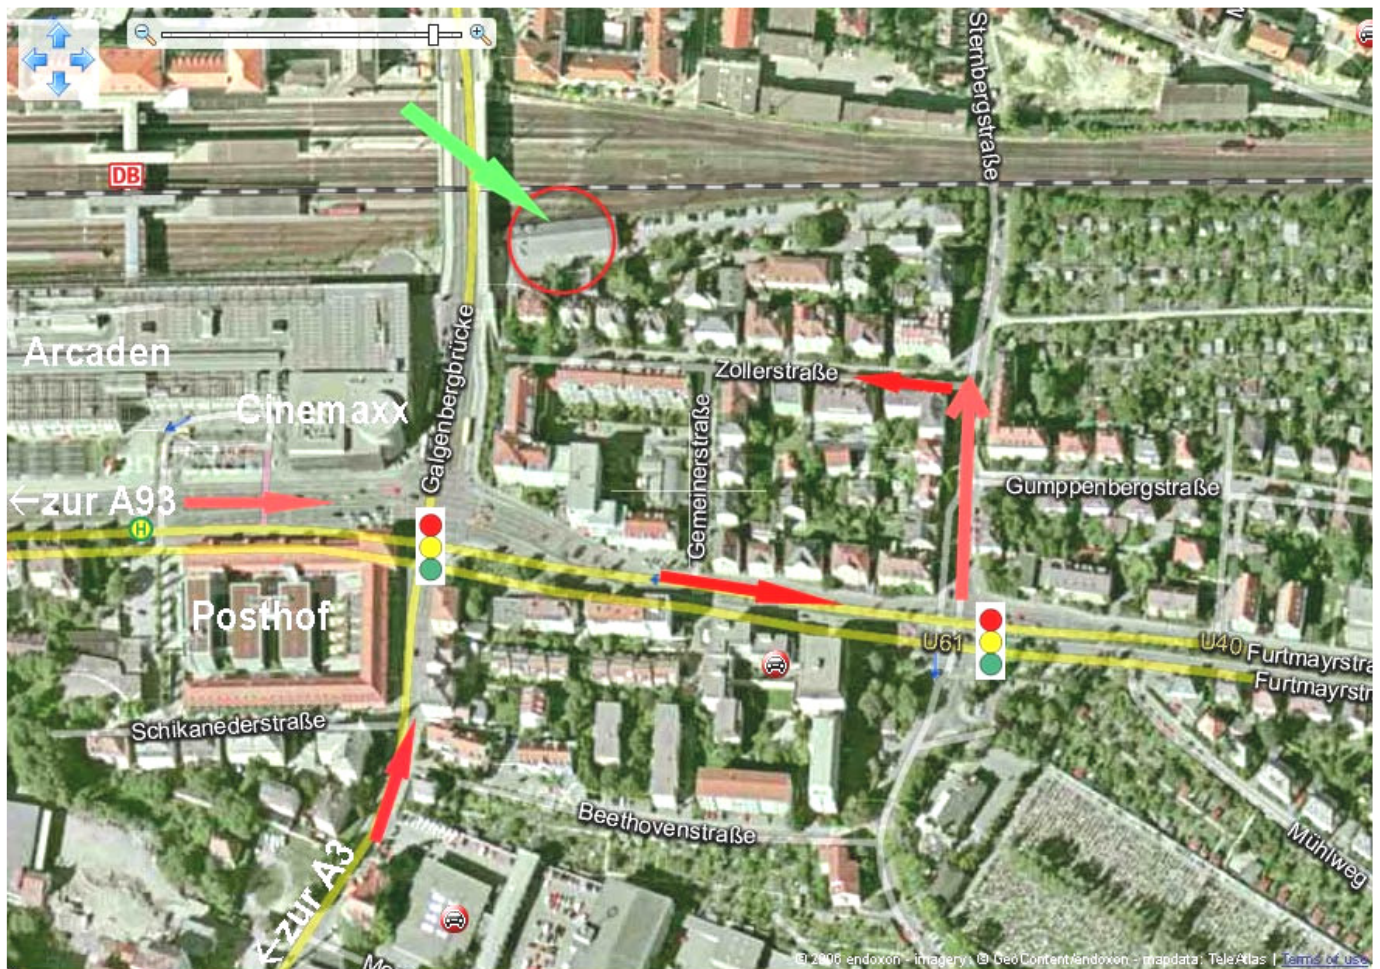 Sternbergstraße
DB
Arcaden
Cinemaxx
Galgenbergbrücke
Zollerstraße
Gemeinerstraße
Gumppenbergstraße
←zur A93
H
Posthof
U61
U40
Furtmayrstra
Furtmayrstr
Schikanederstraße
Beethovenstraße
Mühlweg
←zur A3
© 2006 endoxon - imagery: © GeoContent/endoxon - mapdata: TeleAtlas | Terms of use